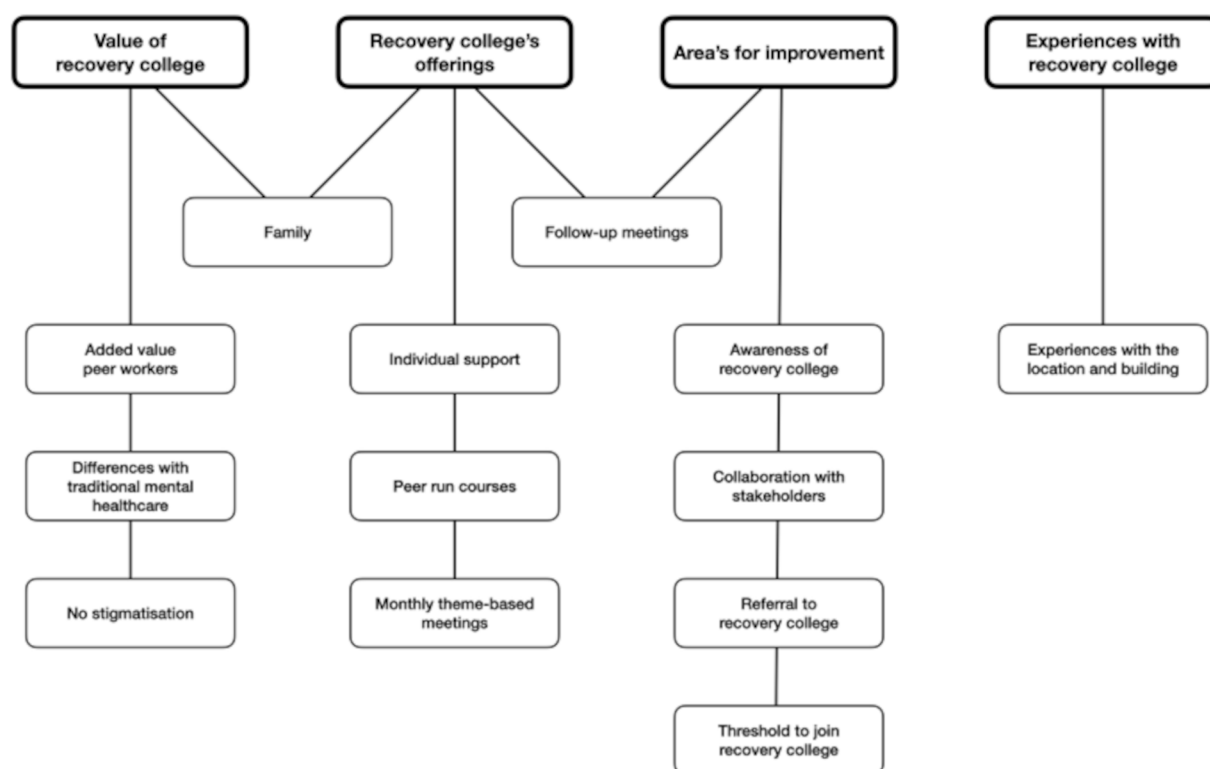 Value of
recovery college
Recovery college's
offerings
Area's for improvement
Experiences with
recovery college
Family
Follow-up meetings
Added value
peer workers
Individual support
Awareness of
recovery college
Experiences with the
location and building
Differences with
traditional mental
healthcare
Peer run courses
Collaboration with
stakeholders
No stigmatisation
Monthly theme-based
meetings
Referral to
recovery college
Threshold to join
recovery college